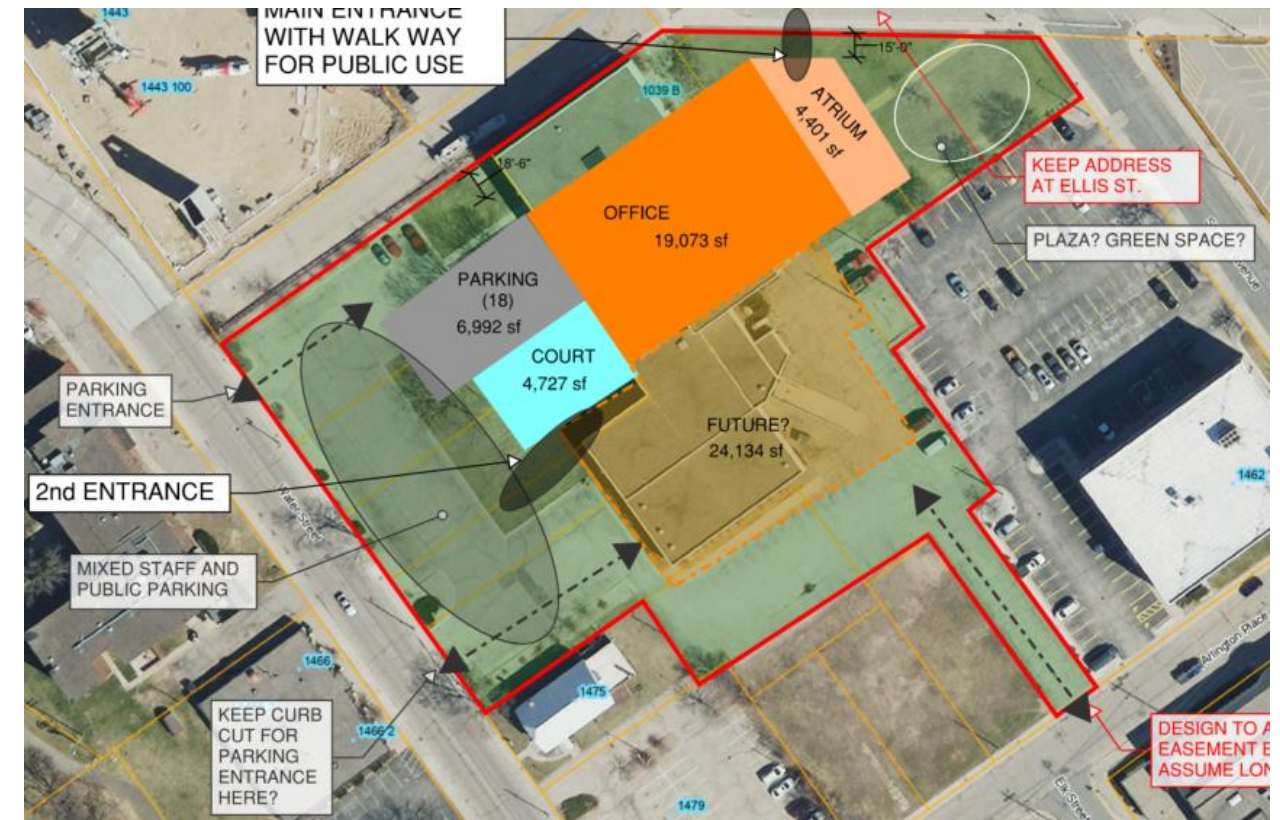 1443
MAIN ENTRANCE
WITH WALK WAY
FOR PUBLIC USE
1443 100
1039 B
15'-0"
ATRIUM
4,401 sf
18'-6"
KEEP ADDRESS
AT ELLIS ST.
OFFICE
19,073 sf
PLAZA? GREEN SPACE?
PARKING
(18)
6,992 sf
COURT
4,727 sf
PARKING
ENTRANCE
FUTURE?
24,134 sf
1462
2nd ENTRANCE
Water Street
MIXED STAFF AND
PUBLIC PARKING
Arlington Place
1466
1475
KEEP CURB
CUT FOR
PARKING
ENTRANCE
HERE?
1466 2
DESIGN TO
EASEMENT
ASSUME
Elk Street
1479